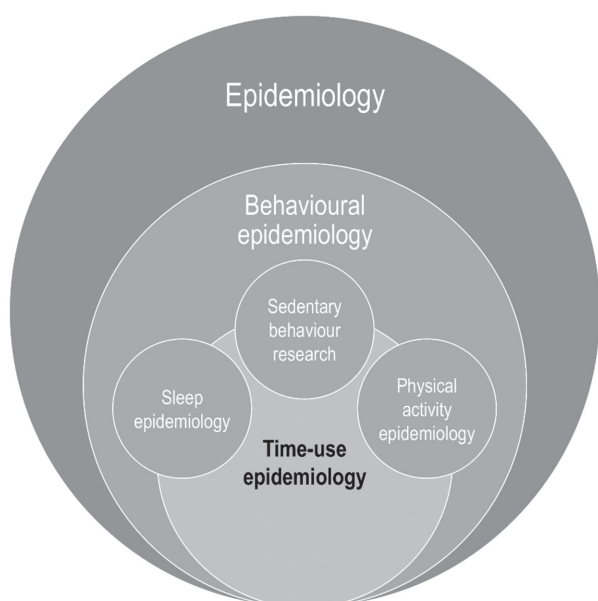 Epidemiology
Behavioural
epidemiology
Sedentary
behaviour
research
Sleep
epidemiology
Physical
activity
epidemiology
Time-use
epidemiology